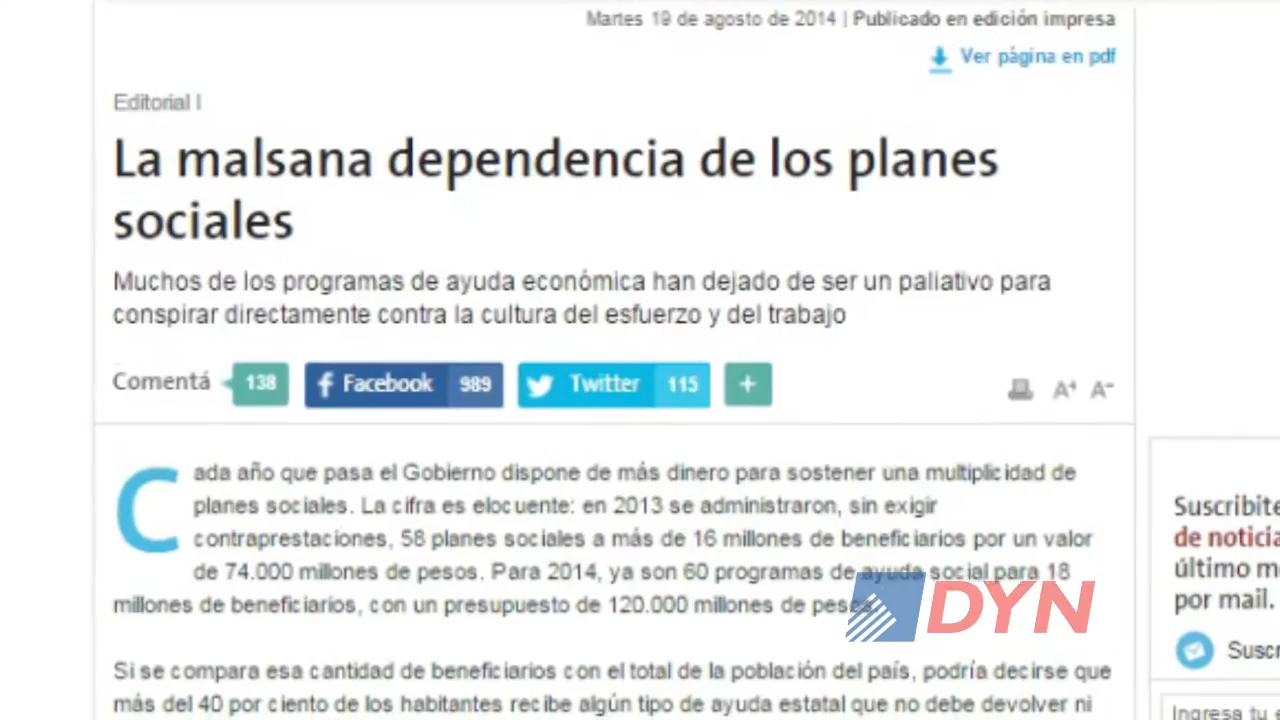 Martes 19 de agosto de 2014 | Publicado en edición impresa
Ver página en pdf
Editorial I
La malsana dependencia de los planes
sociales
Muchos de los programas de ayuda económica han dejado de ser un paliativo para
conspirar directamente contra la cultura del esfuerzo y del trabajo
Comentá 138 Facebook 989 Twitter 115 + A+ A-
Cada año que pasa el Gobierno dispone de más dinero para sostener una multiplicidad de
planes sociales. La cifra es elocuente: en 2013 se administraron, sin exigir
contraprestaciones, 58 planes sociales a más de 16 millones de beneficiarios por un valor
de 74.000 millones de pesos. Para 2014, ya son 60 programas de ayuda social para 18
millones de beneficiarios, con un presupuesto de 120.000 millones de pesos.
DYN
Si se compara esa cantidad de beneficiarios con el total de la población del país, podría decirse que
más del 40 por ciento de los habitantes recibe algún tipo de ayuda estatal que no debe devolver ni
Suscribite
de noticia
último m
por mail.
Suscr
Ingresa tu e